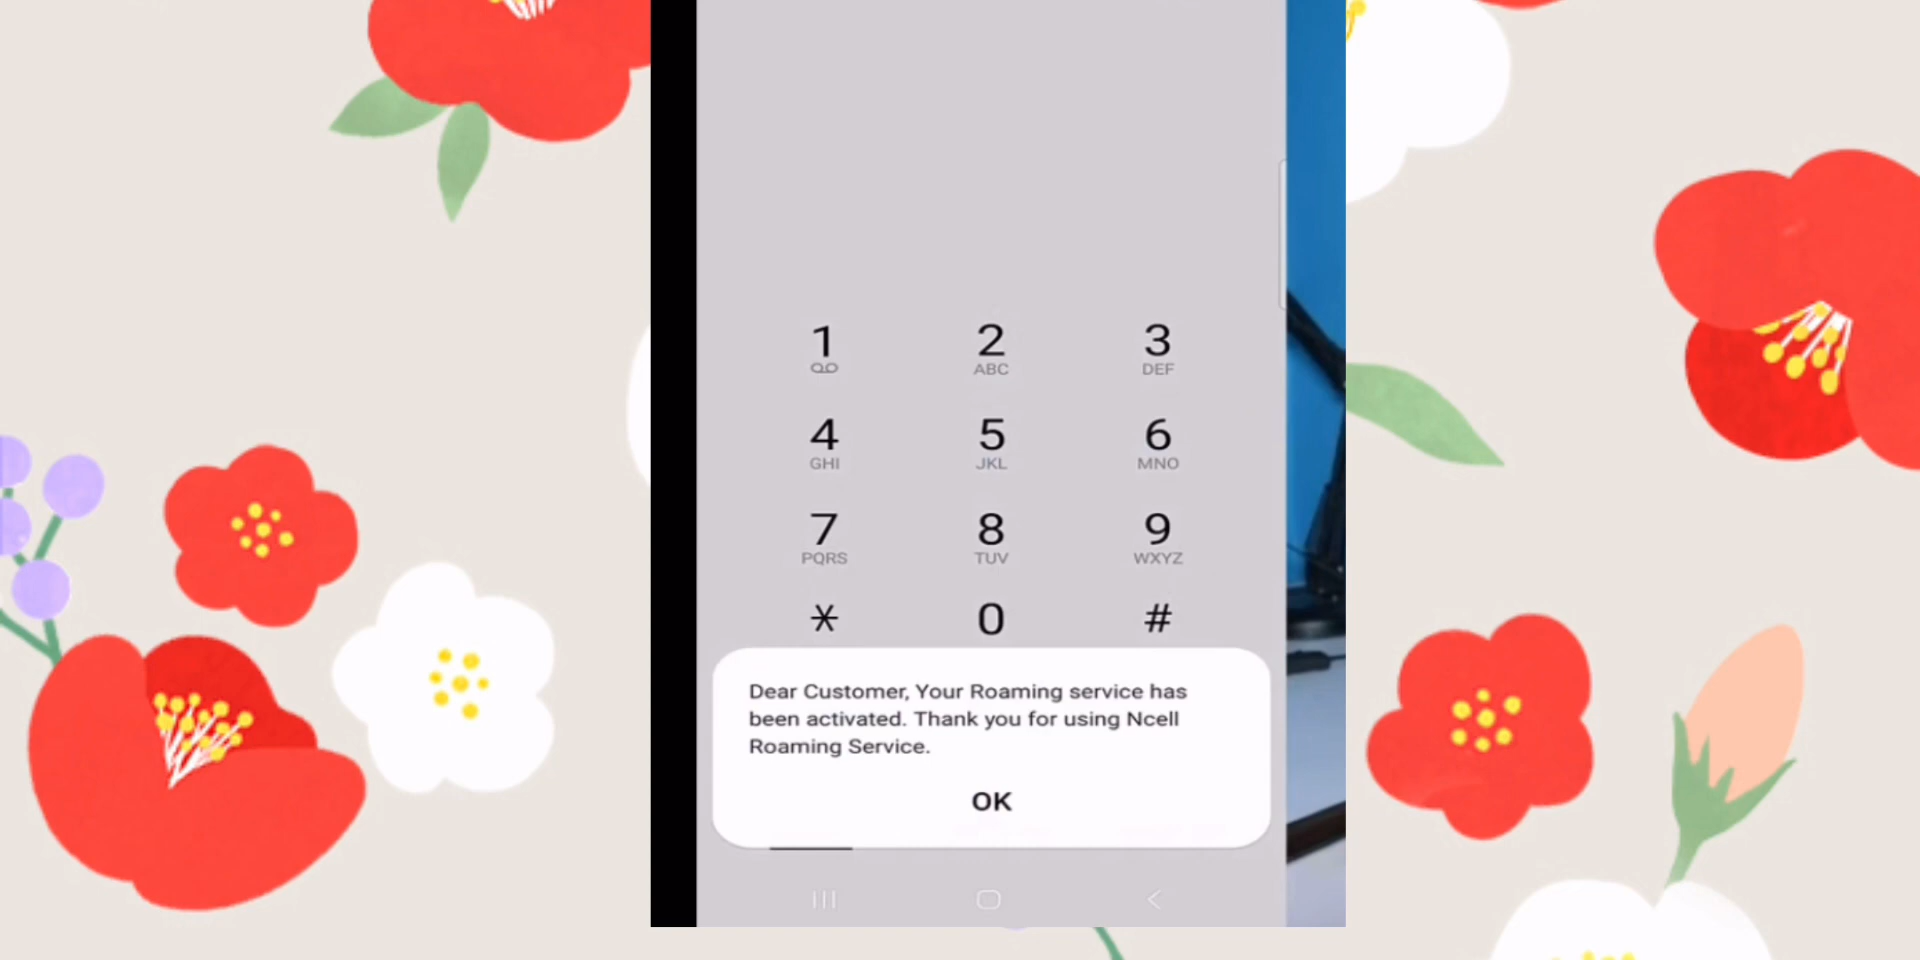 1 2 3
ABC DEF
4 5 6
GHI JKL MNO
7 8 9
PQRS TUV WXYZ
* 0 #
Dear Customer, Your Roaming service has
been activated. Thank you for using Ncell
Roaming Service.
OK